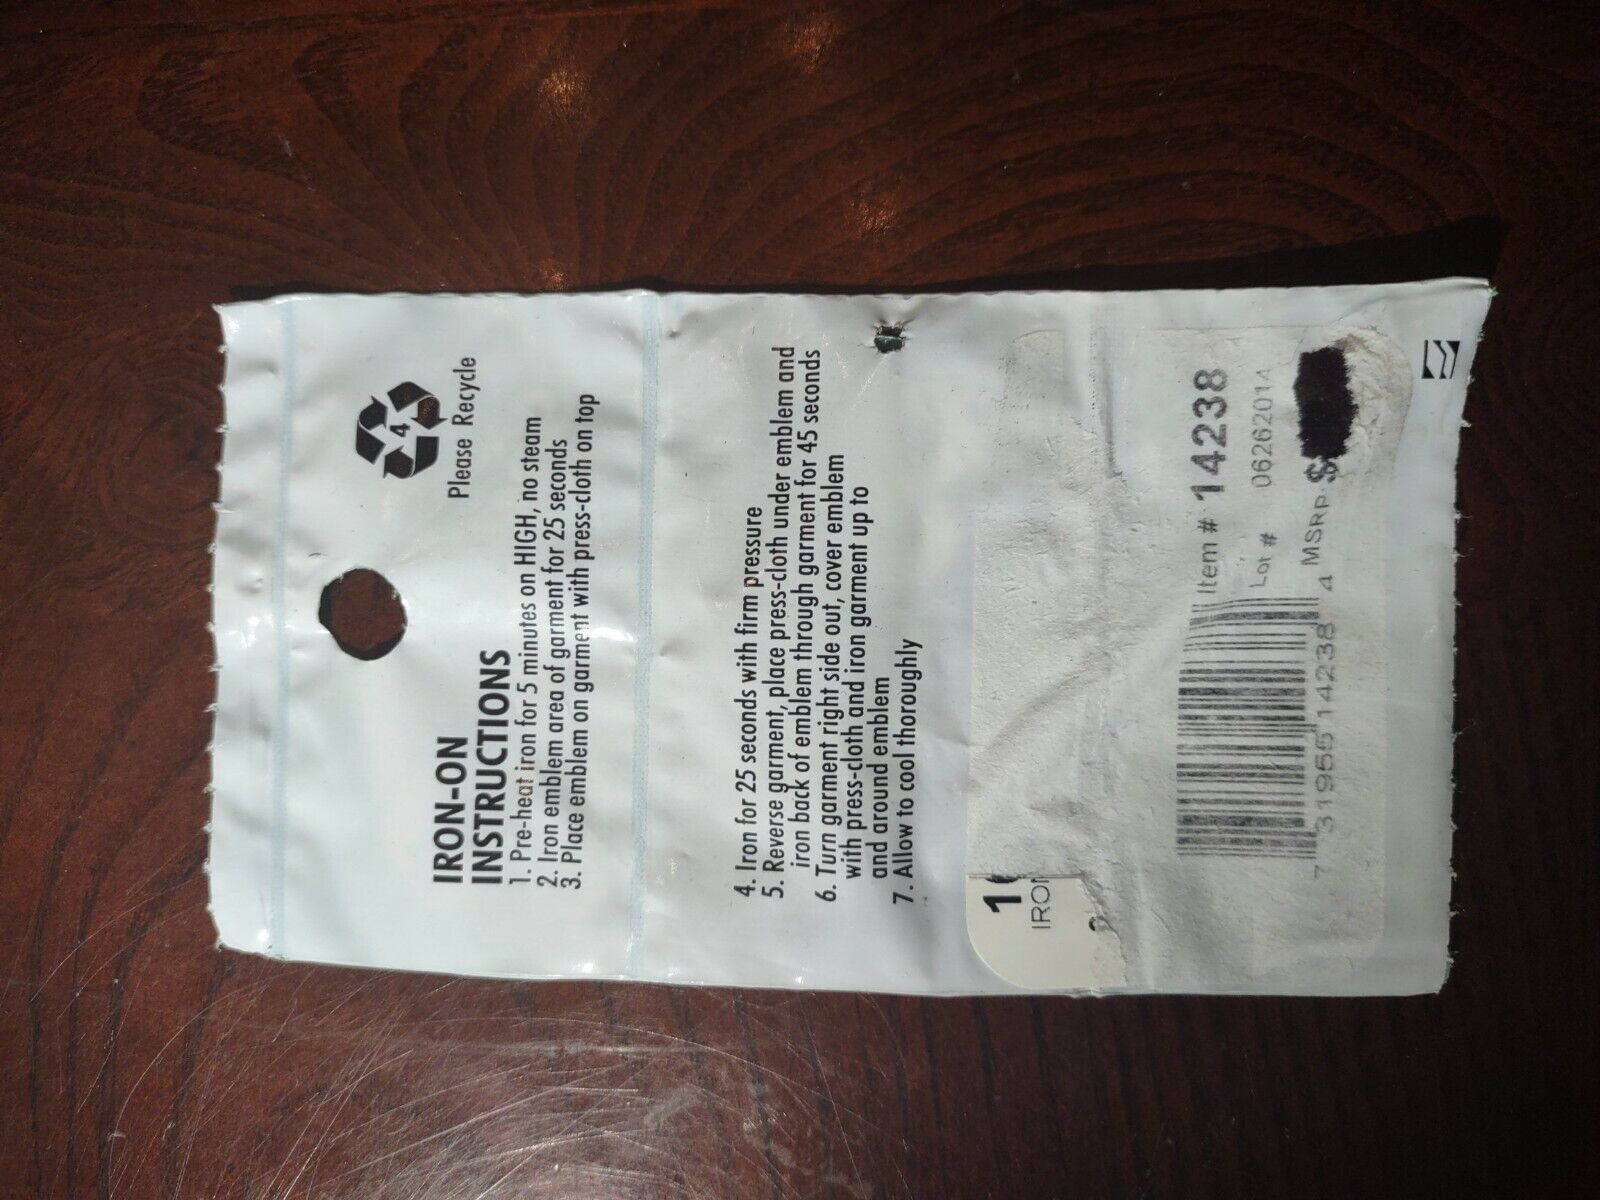 4
Please Recycle
IRON-ON
INSTRUCTIONS
1. Pre-heat iron for 5 minutes on HIGH, no steam
2. Iron emblem area of garment for 25 seconds
3. Place emblem on garment with press-cloth on top
4. Iron for 25 seconds with firm pressure
5. Reverse garment, place press-cloth under emblem and
iron back of emblem through garment for 45 seconds
6. Turn garment right side out, cover emblem
with press-cloth and iron garment up to
and around emblem
7. Allow to cool thoroughly
IRON
Item # 14238
Lot # 06262014
MSRP $
7 31955 14238 4